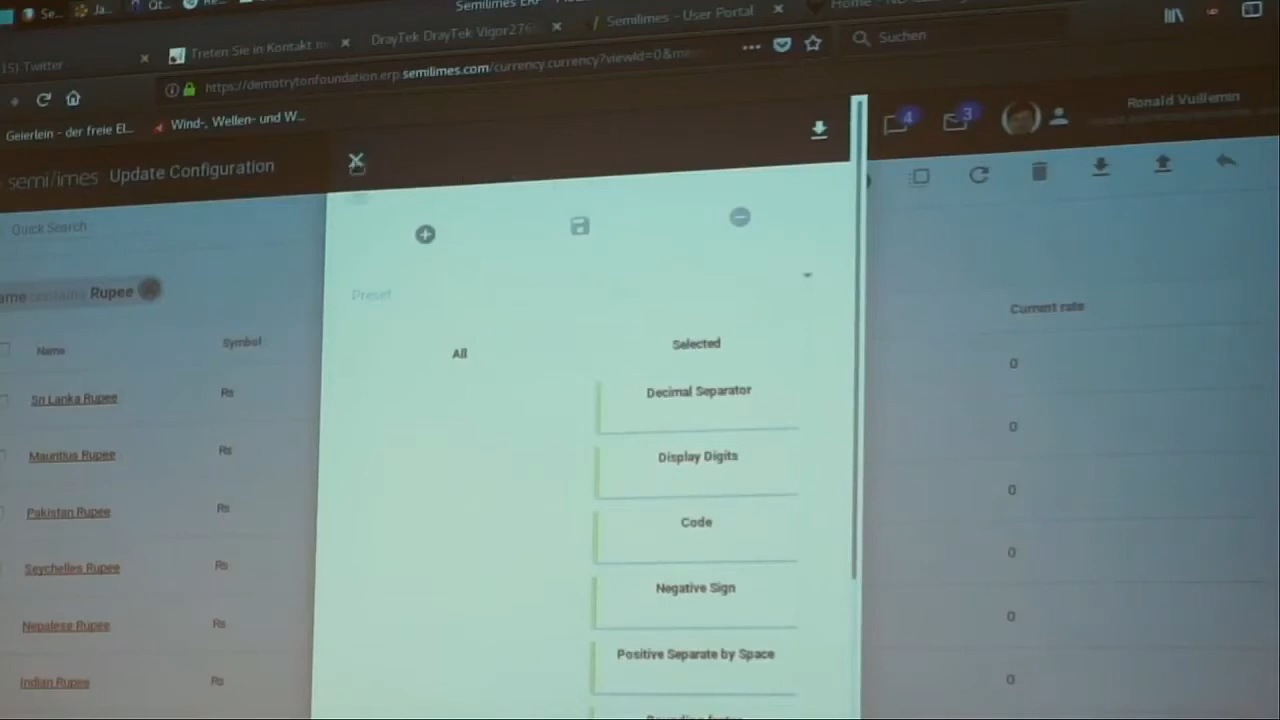 Se...
Ja...
Semilimes ERP
15) Twitter
Treten Sie in Kontakt m
DrayTek DrayTek Vigor276
Semilimes - User Portal
Home -
https://demotrytonfoundation.erp.semilimes.com/currency.currency?viewId=0&ma
Suchen
Geierlein - der freie El...
Wind-, Wellen- und W...
4
3
Ronald Vuillemin
semilimes Update Configuration
Quick Search
ame contains Rupee
Preset
Current rate
Name
Symbol
All
Selected
Sri Lanka Rupee
Rs
Decimal Separator
0
Mauritius Rupee
Rs
Display Digits
0
Pakistan Rupee
Rs
Code
0
Seychelles Rupee
Rs
Negative Sign
0
Nepalese Rupee
Rs
Positive Separate by Space
0
Indian Rupee
Rs
0